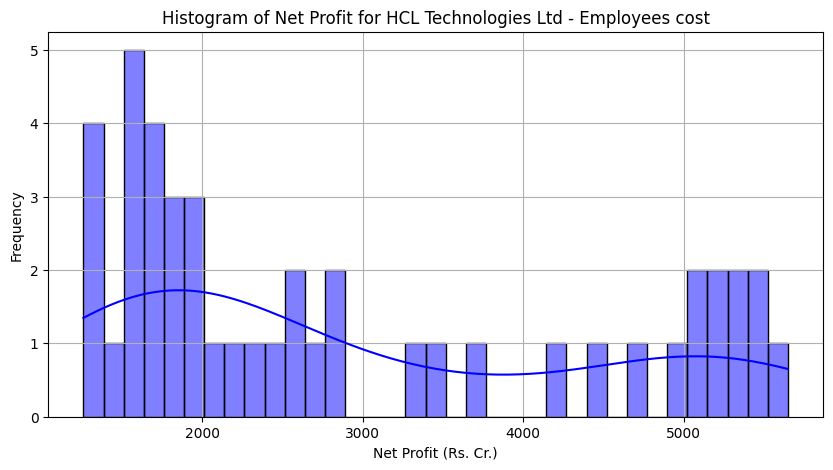 Histogram of Net Profit for HCL Technologies Ltd - Employees cost
Frequency
5
4
3
2
1
0
2000 3000 4000 5000
Net Profit (Rs. Cr.)